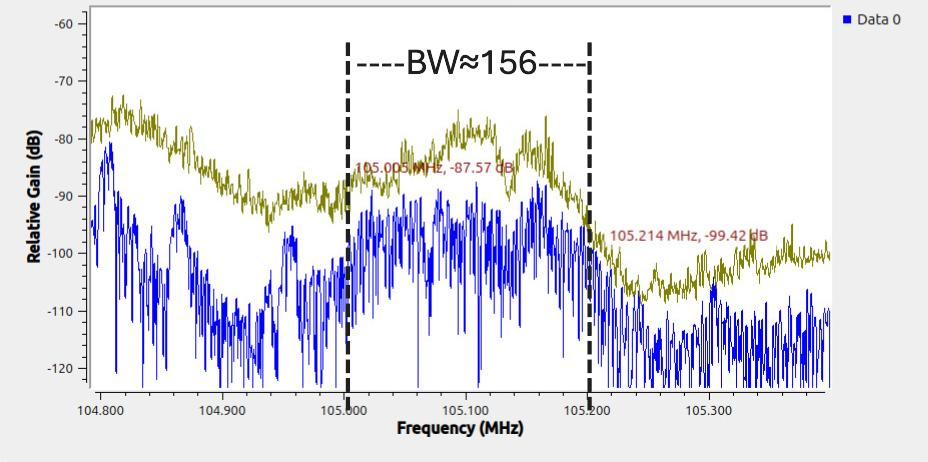 -60
Data 0
BW≈156
-70
-80
105.005 MHz, -87.57 dB
-90
105.214 MHz, -99.42 dB
-100
-110
-120
Relative Gain (dB)
104.800 104.900 105.000 105.100 105.200 105.300
Frequency (MHz)